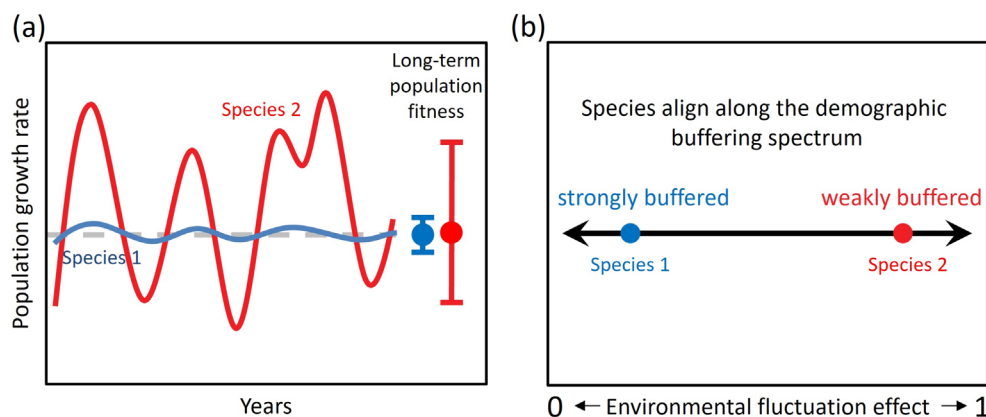 (a)
Long-term
population
fitness
Species 2
Species 1
Population growth rate
Years
(b)
Species align along the demographic
buffering spectrum
strongly buffered
weakly buffered
Species 1
Species 2
0 ← Environmental fluctuation effect → 1